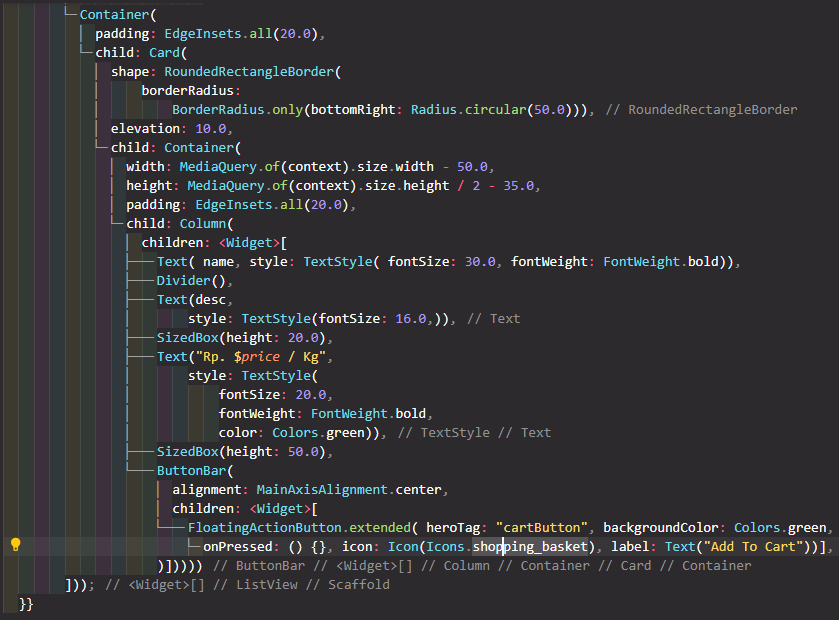 Container(
padding: EdgeInsets.all(20.0),
child: Card(
shape: RoundedRectangleBorder(
borderRadius:
BorderRadius.only(bottomRight: Radius.circular(50.0))), // RoundedRectangleBorder
elevation: 10.0,
child: Container(
width: MediaQuery.of(context).size.width - 50.0,
height: MediaQuery.of(context).size.height / 2 - 35.0,
padding: EdgeInsets.all(20.0),
child: Column(
children: <Widget>[
Text( name, style: TextStyle( fontSize: 30.0, fontWeight: FontWeight.bold)),
Divider(),
Text(desc,
style: TextStyle(fontSize: 16.0,)), // Text
SizedBox(height: 20.0),
Text("Rp. $price / Kg",
style: TextStyle(
fontSize: 20.0,
fontWeight: FontWeight.bold,
color: Colors.green)), // TextStyle // Text
SizedBox(height: 50.0),
ButtonBar(
alignment: MainAxisAlignment.center,
children: <Widget>[
FloatingActionButton.extended( heroTag: "cartButton", backgroundColor: Colors.green,
onPressed: () {}, icon: Icon(Icons.shopping_basket), label: Text("Add To Cart"))],
)])))) // ButtonBar // <Widget>[] // Column // Container // Card // Container
])); // <Widget>[] // ListView // Scaffold
}}